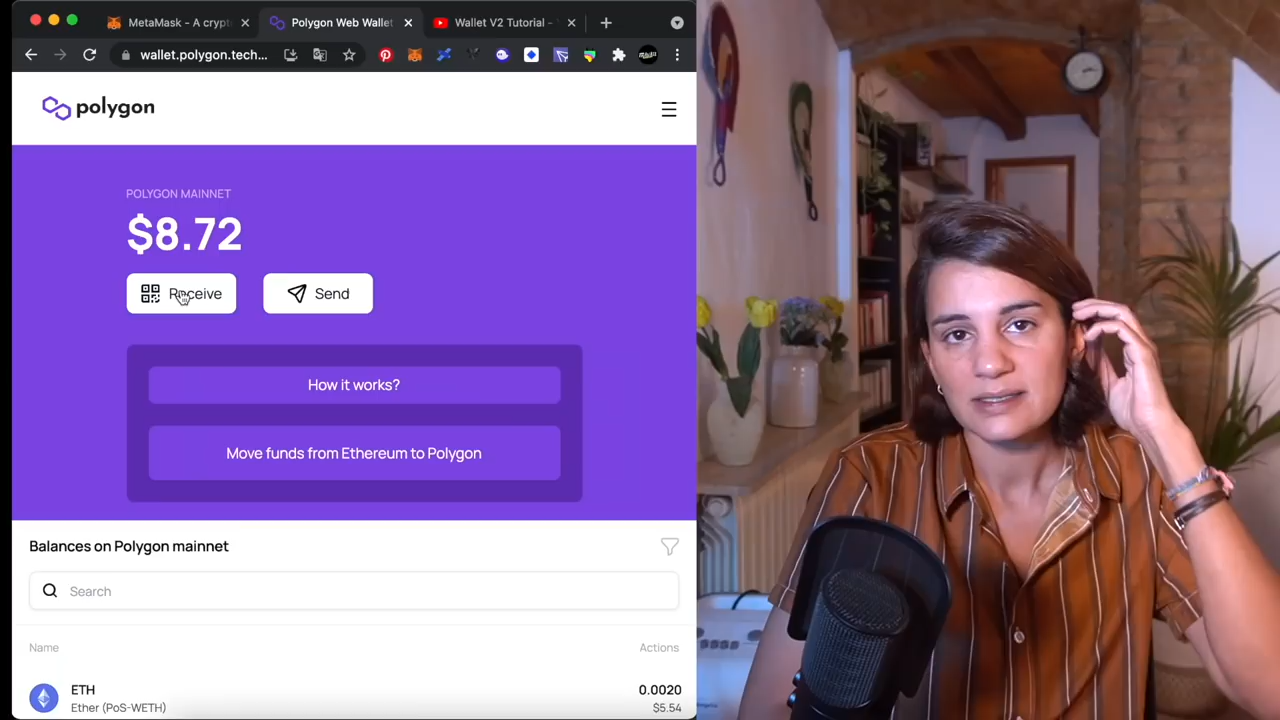 MetaMask - A crypt
Polygon Web Wallet
Wallet V2 Tutorial -
wallet.polygon.tech...
polygon
POLYGON MAINNET
$8.72
Receive
Send
How it works?
Move funds from Ethereum to Polygon
Balances on Polygon mainnet
Search
Name
Actions
ETH
0.0020
Ether (PoS-WETH)
$5.54